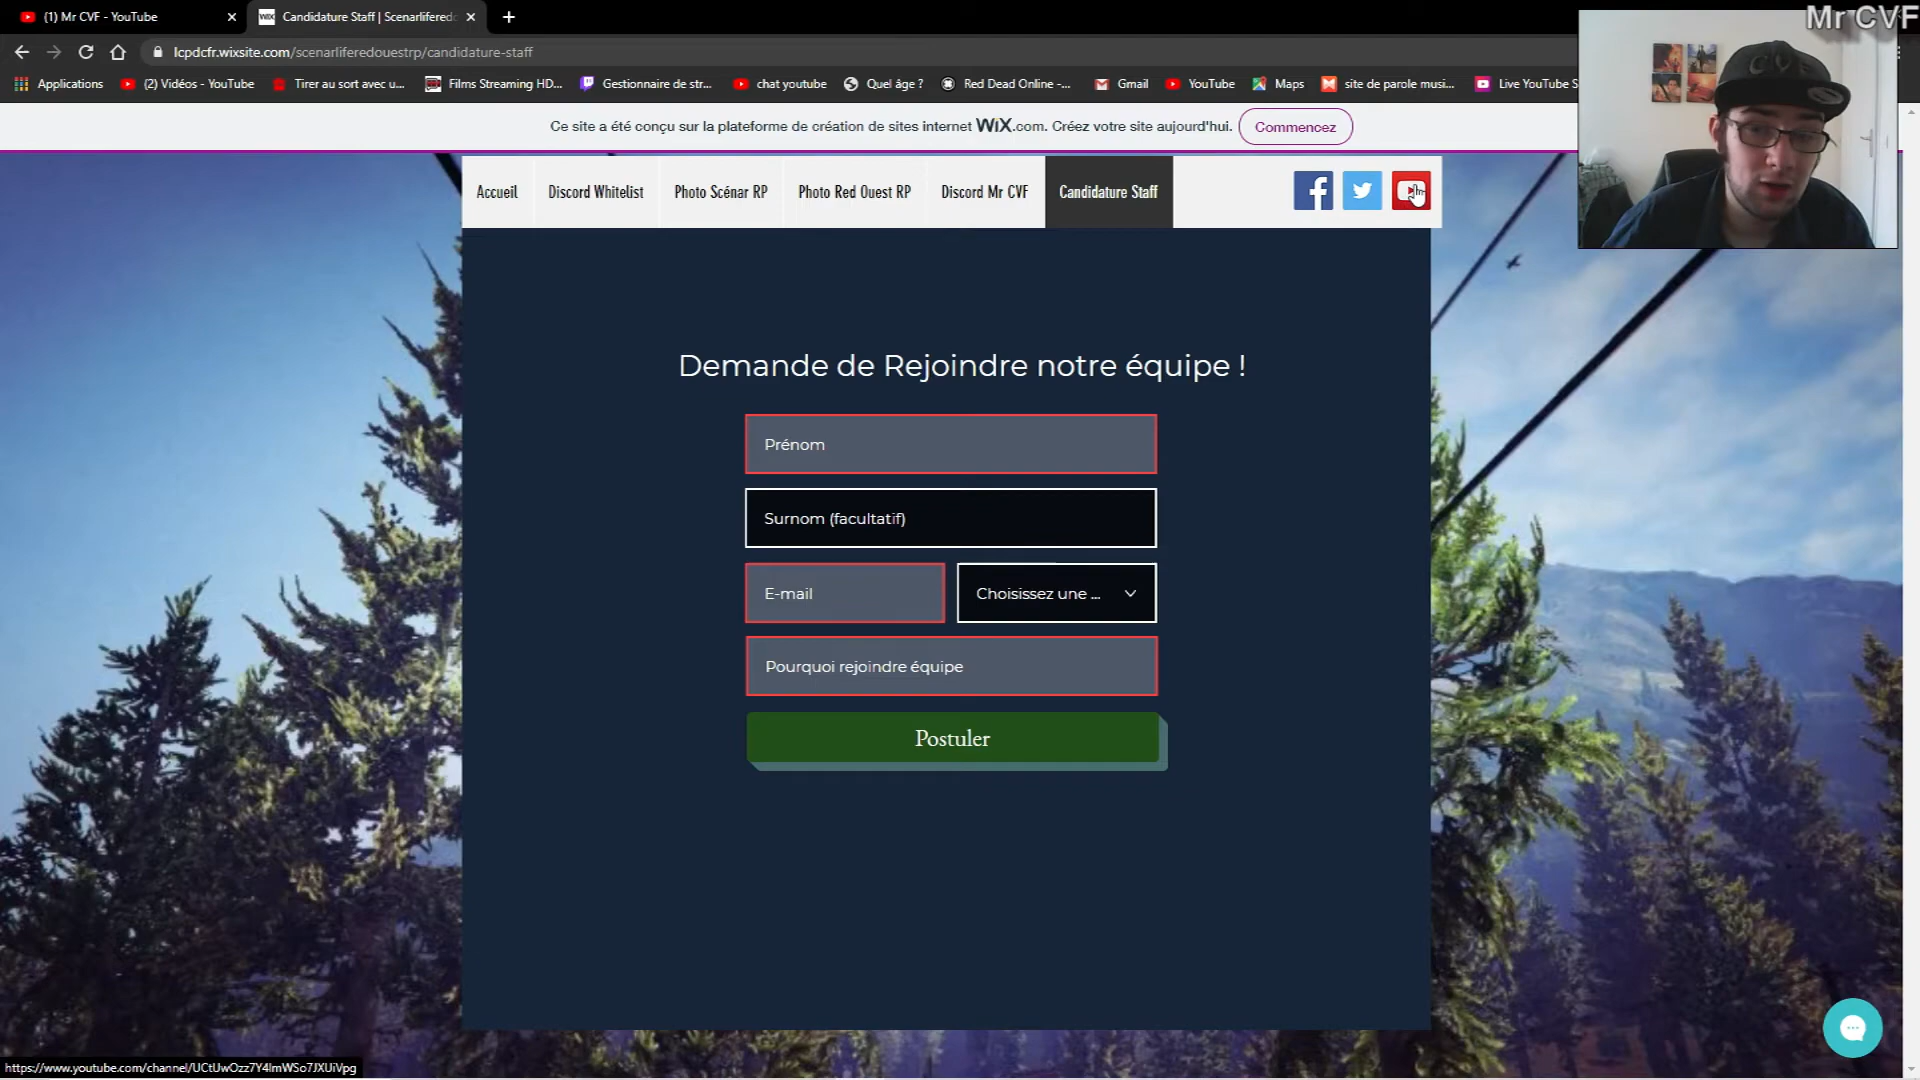 (1) Mr CVF - YouTube
Candidature Staff | Scenarliferedo
lcpdcfr.wixsite.com/scenarliferedouestrp/candidature-staff
Applications
(2) Vidéos - YouTube
Tirer au sort avec u...
Films Streaming HD...
Gestionnaire de str...
chat youtube
Quel âge ?
Red Dead Online -...
Gmail
YouTube
Maps
site de parole musi...
Live YouTube S
Mr CVF
Ce site a été conçu sur la plateforme de création de sites internet WiX.com. Créez votre site aujourd'hui.
Commencez
Accueil
Discord Whitelist
Photo Scénar RP
Photo Red Ouest RP
Discord Mr CVF
Candidature Staff
Demande de Rejoindre notre équipe !
Prénom
Surnom (facultatif)
E-mail
Choisissez une ...
Pourquoi rejoindre équipe
Postuler
https://www.youtube.com/channel/UCtUwOzz7Y4lmWSo7JXUiVpg